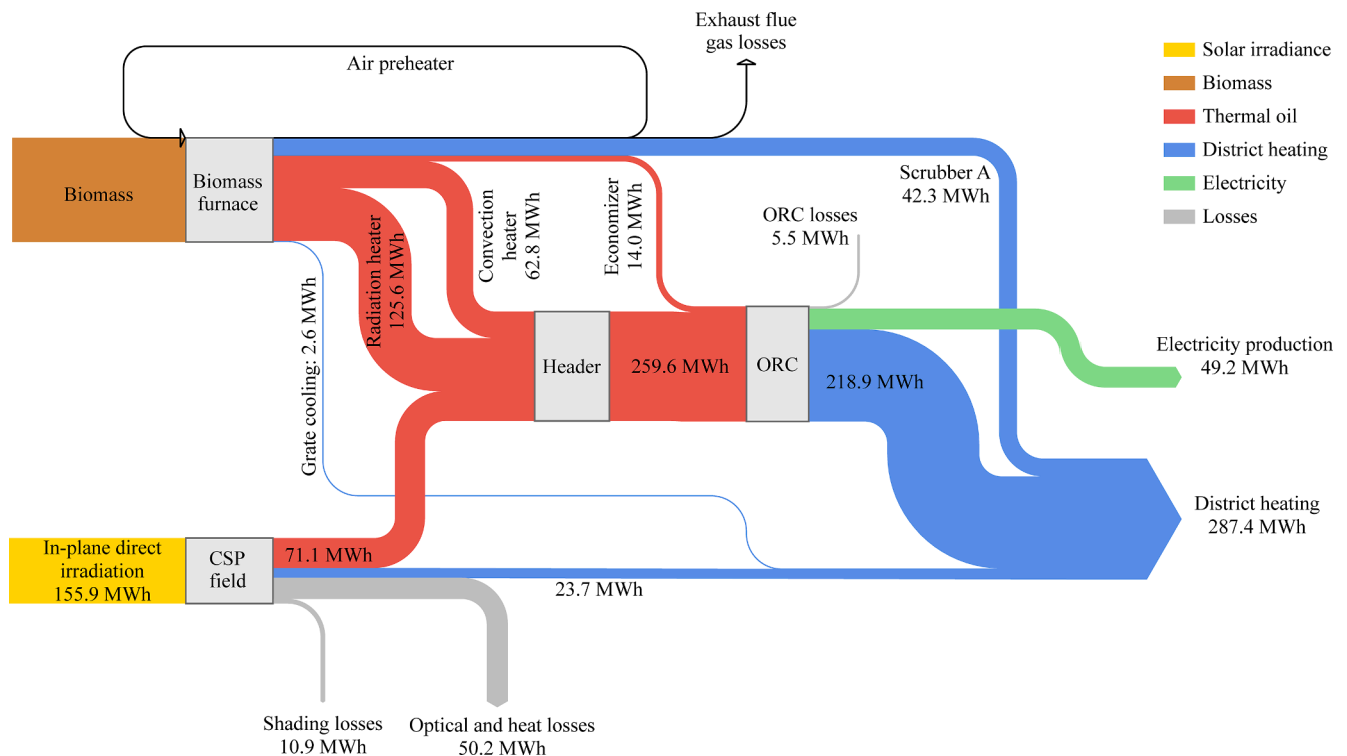 Exhaust flue
gas losses
Air preheater
Solar irradiance
Biomass
Thermal oil
District heating
Electricity
Losses
Biomass
Biomass
furnace
Scrubber A
42.3 MWh
Convection
heater
62.8 MWh
Economizer
14.0 MWh
ORC losses
5.5 MWh
Radiation heater
125.6 MWh
Grate cooling: 2.6 MWh
Header
259.6 MWh
ORC
218.9 MWh
Electricity production
49.2 MWh
District heating
287.4 MWh
In-plane direct
irradiation
155.9 MWh
CSP
field
71.1 MWh
23.7 MWh
Shading losses
10.9 MWh
Optical and heat losses
50.2 MWh